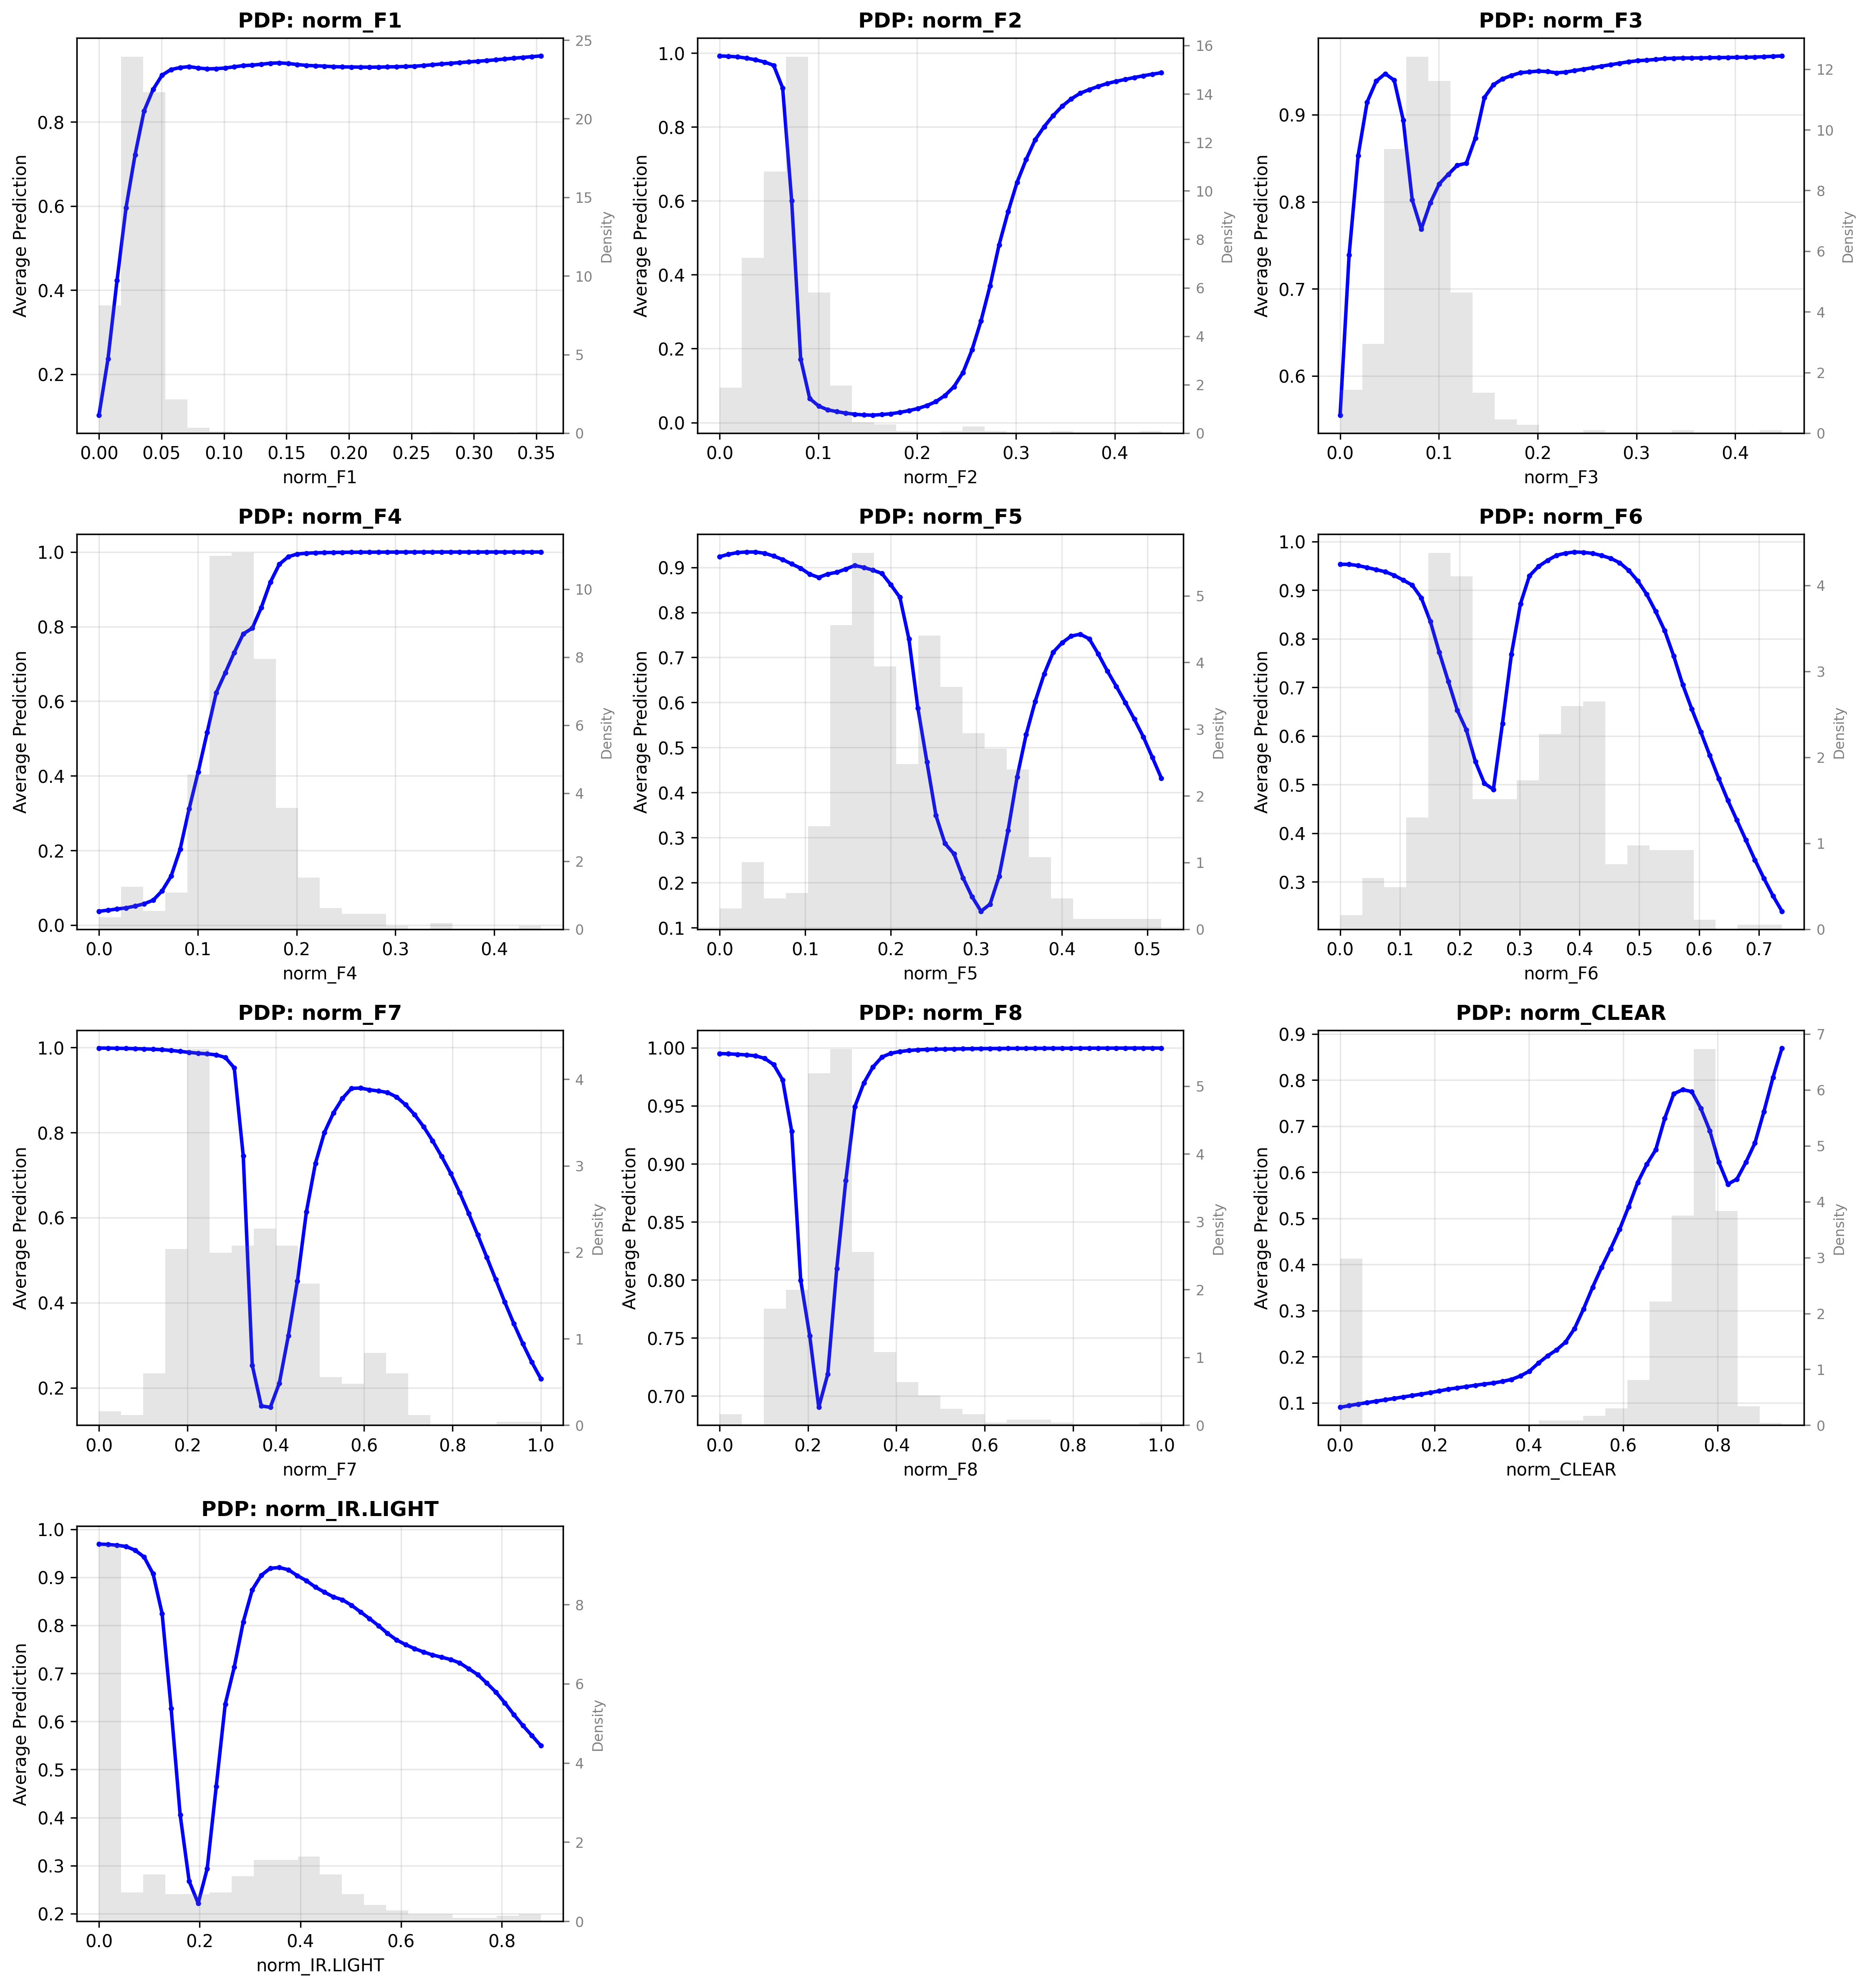 PDP: norm_F1
Average Prediction
0.8
0.6
0.4
0.2
25
20
15
10
5
0
Density
0.00 0.05 0.10 0.15 0.20 0.25 0.30 0.35
norm_F1
PDP: norm_F2
Average Prediction
1.0
0.8
0.6
0.4
0.2
0.0
16
14
12
10
8
6
4
2
0
Density
0.0 0.1 0.2 0.3 0.4
norm_F2
PDP: norm_F3
Average Prediction
0.9
0.8
0.7
0.6
12
10
8
6
4
2
0
Density
0.0 0.1 0.2 0.3 0.4
norm_F3
PDP: norm_F4
Average Prediction
1.0
0.8
0.6
0.4
0.2
0.0
10
8
6
4
2
0
Density
0.0 0.1 0.2 0.3 0.4
norm_F4
PDP: norm_F5
Average Prediction
0.9
0.8
0.7
0.6
0.5
0.4
0.3
0.2
0.1
5
4
3
2
1
0
Density
0.0 0.1 0.2 0.3 0.4 0.5
norm_F5
PDP: norm_F6
Average Prediction
1.0
0.9
0.8
0.7
0.6
0.5
0.4
0.3
4
3
2
1
0
Density
0.0 0.1 0.2 0.3 0.4 0.5 0.6 0.7
norm_F6
PDP: norm_F7
Average Prediction
1.0
0.8
0.6
0.4
0.2
4
3
2
1
0
Density
0.0 0.2 0.4 0.6 0.8 1.0
norm_F7
PDP: norm_F8
Average Prediction
1.00
0.95
0.90
0.85
0.80
0.75
0.70
5
4
3
2
1
0
Density
0.0 0.2 0.4 0.6 0.8 1.0
norm_F8
PDP: norm_CLEAR
Average Prediction
0.9
0.8
0.7
0.6
0.5
0.4
0.3
0.2
0.1
7
6
5
4
3
2
1
0
Density
0.0 0.2 0.4 0.6 0.8
norm_CLEAR
PDP: norm_IR.LIGHT
Average Prediction
1.0
0.9
0.8
0.7
0.6
0.5
0.4
0.3
0.2
8
6
4
2
0
Density
0.0 0.2 0.4 0.6 0.8
norm_IR.LIGHT